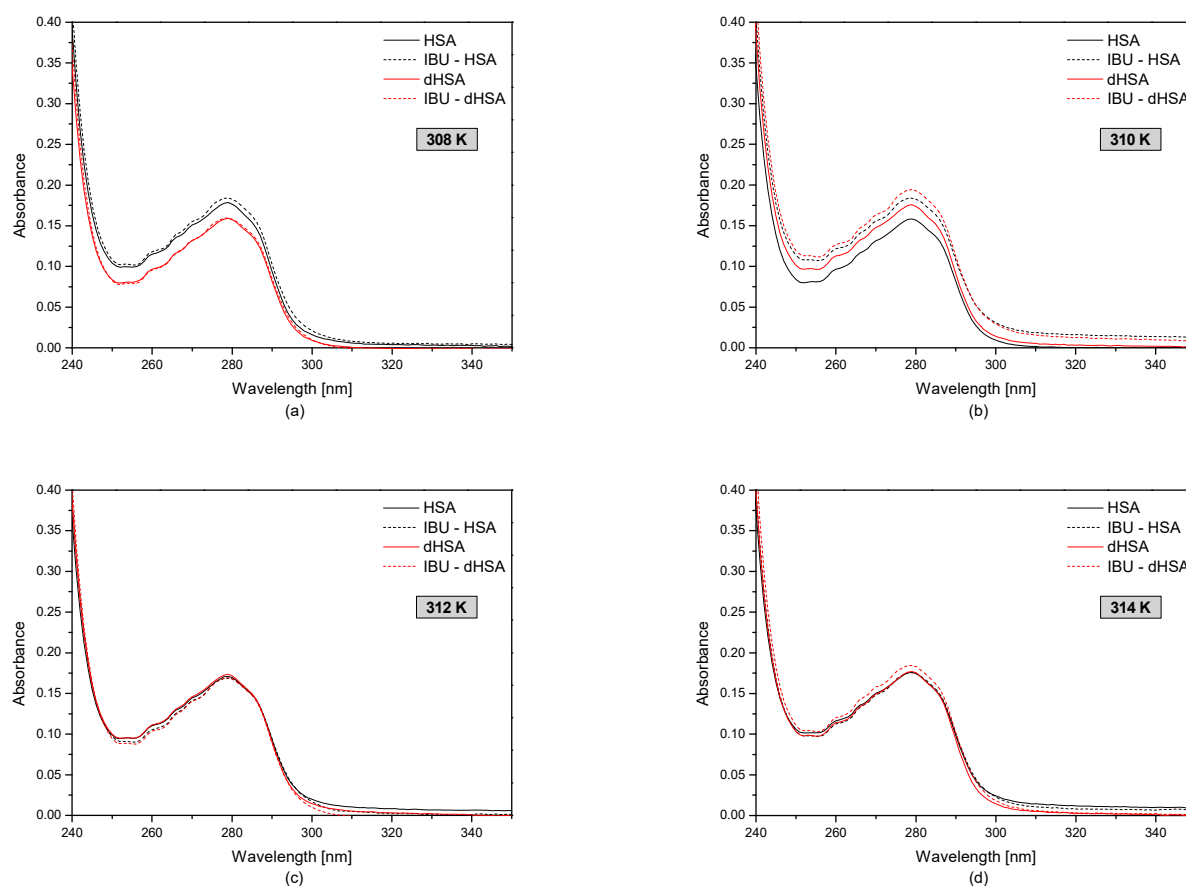 0.40
0.35
0.30
0.25
0.20
0.15
0.10
0.05
0.00
Absorbance
HSA
IBU - HSA
dHSA
IBU - dHSA
308 K
240 260 280 300 320 340
Wavelength [nm]
(a)
0.40
0.35
0.30
0.25
0.20
0.15
0.10
0.05
0.00
Absorbance
HSA
IBU - HSA
dHSA
IBU - dHSA
310 K
240 260 280 300 320 340
Wavelength [nm]
(b)
0.40
0.35
0.30
0.25
0.20
0.15
0.10
0.05
0.00
Absorbance
HSA
IBU - HSA
dHSA
IBU - dHSA
312 K
240 260 280 300 320 340
Wavelength [nm]
(c)
0.40
0.35
0.30
0.25
0.20
0.15
0.10
0.05
0.00
Absorbance
HSA
IBU - HSA
dHSA
IBU - dHSA
314 K
240 260 280 300 320 340
Wavelength [nm]
(d)